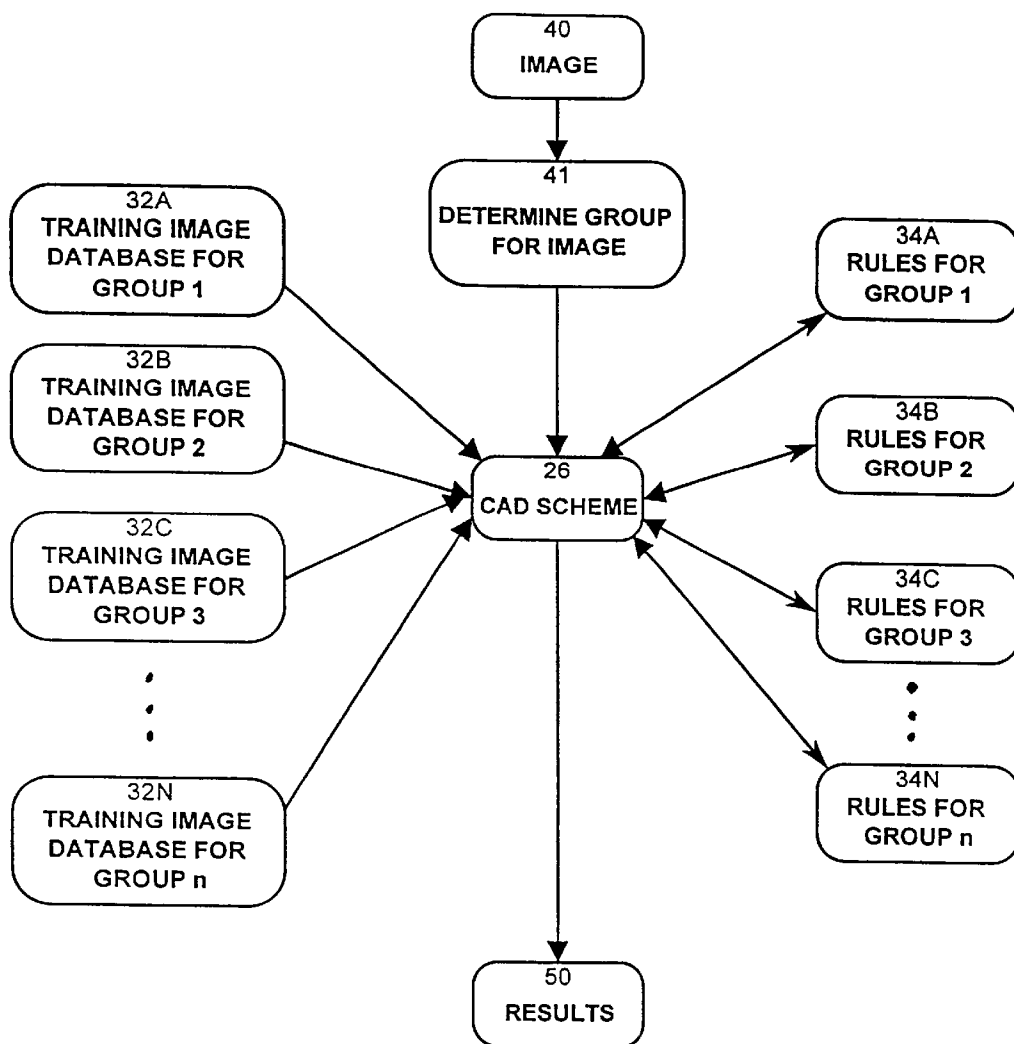 40
IMAGE
41
DETERMINE GROUP
FOR IMAGE
32A
TRAINING IMAGE
DATABASE FOR
GROUP 1
32B
TRAINING IMAGE
DATABASE FOR
GROUP 2
32C
TRAINING IMAGE
DATABASE FOR
GROUP 3
32N
TRAINING IMAGE
DATABASE FOR
GROUP n
26
CAD SCHEME
34A
RULES FOR
GROUP 1
34B
RULES FOR
GROUP 2
34C
RULES FOR
GROUP 3
34N
RULES FOR
GROUP n
50
RESULTS